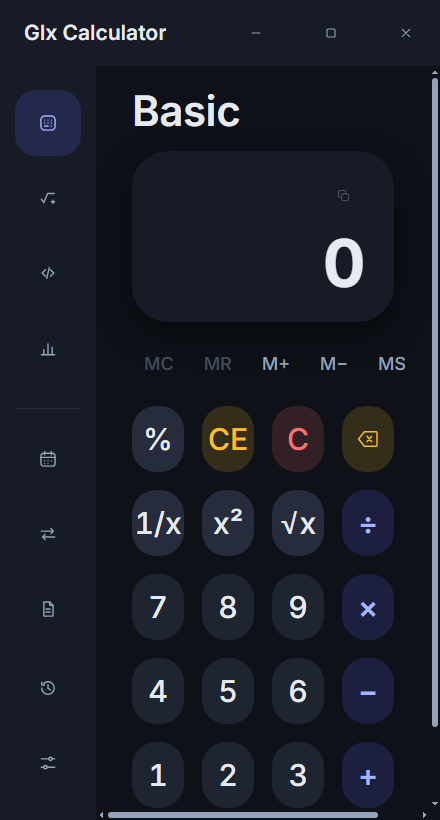 Glx Calculator
Basic
0
MC MR M+ M− MS
% CE C
1/x x² √x ÷
7 8 9 ×
4 5 6 −
1 2 3 +